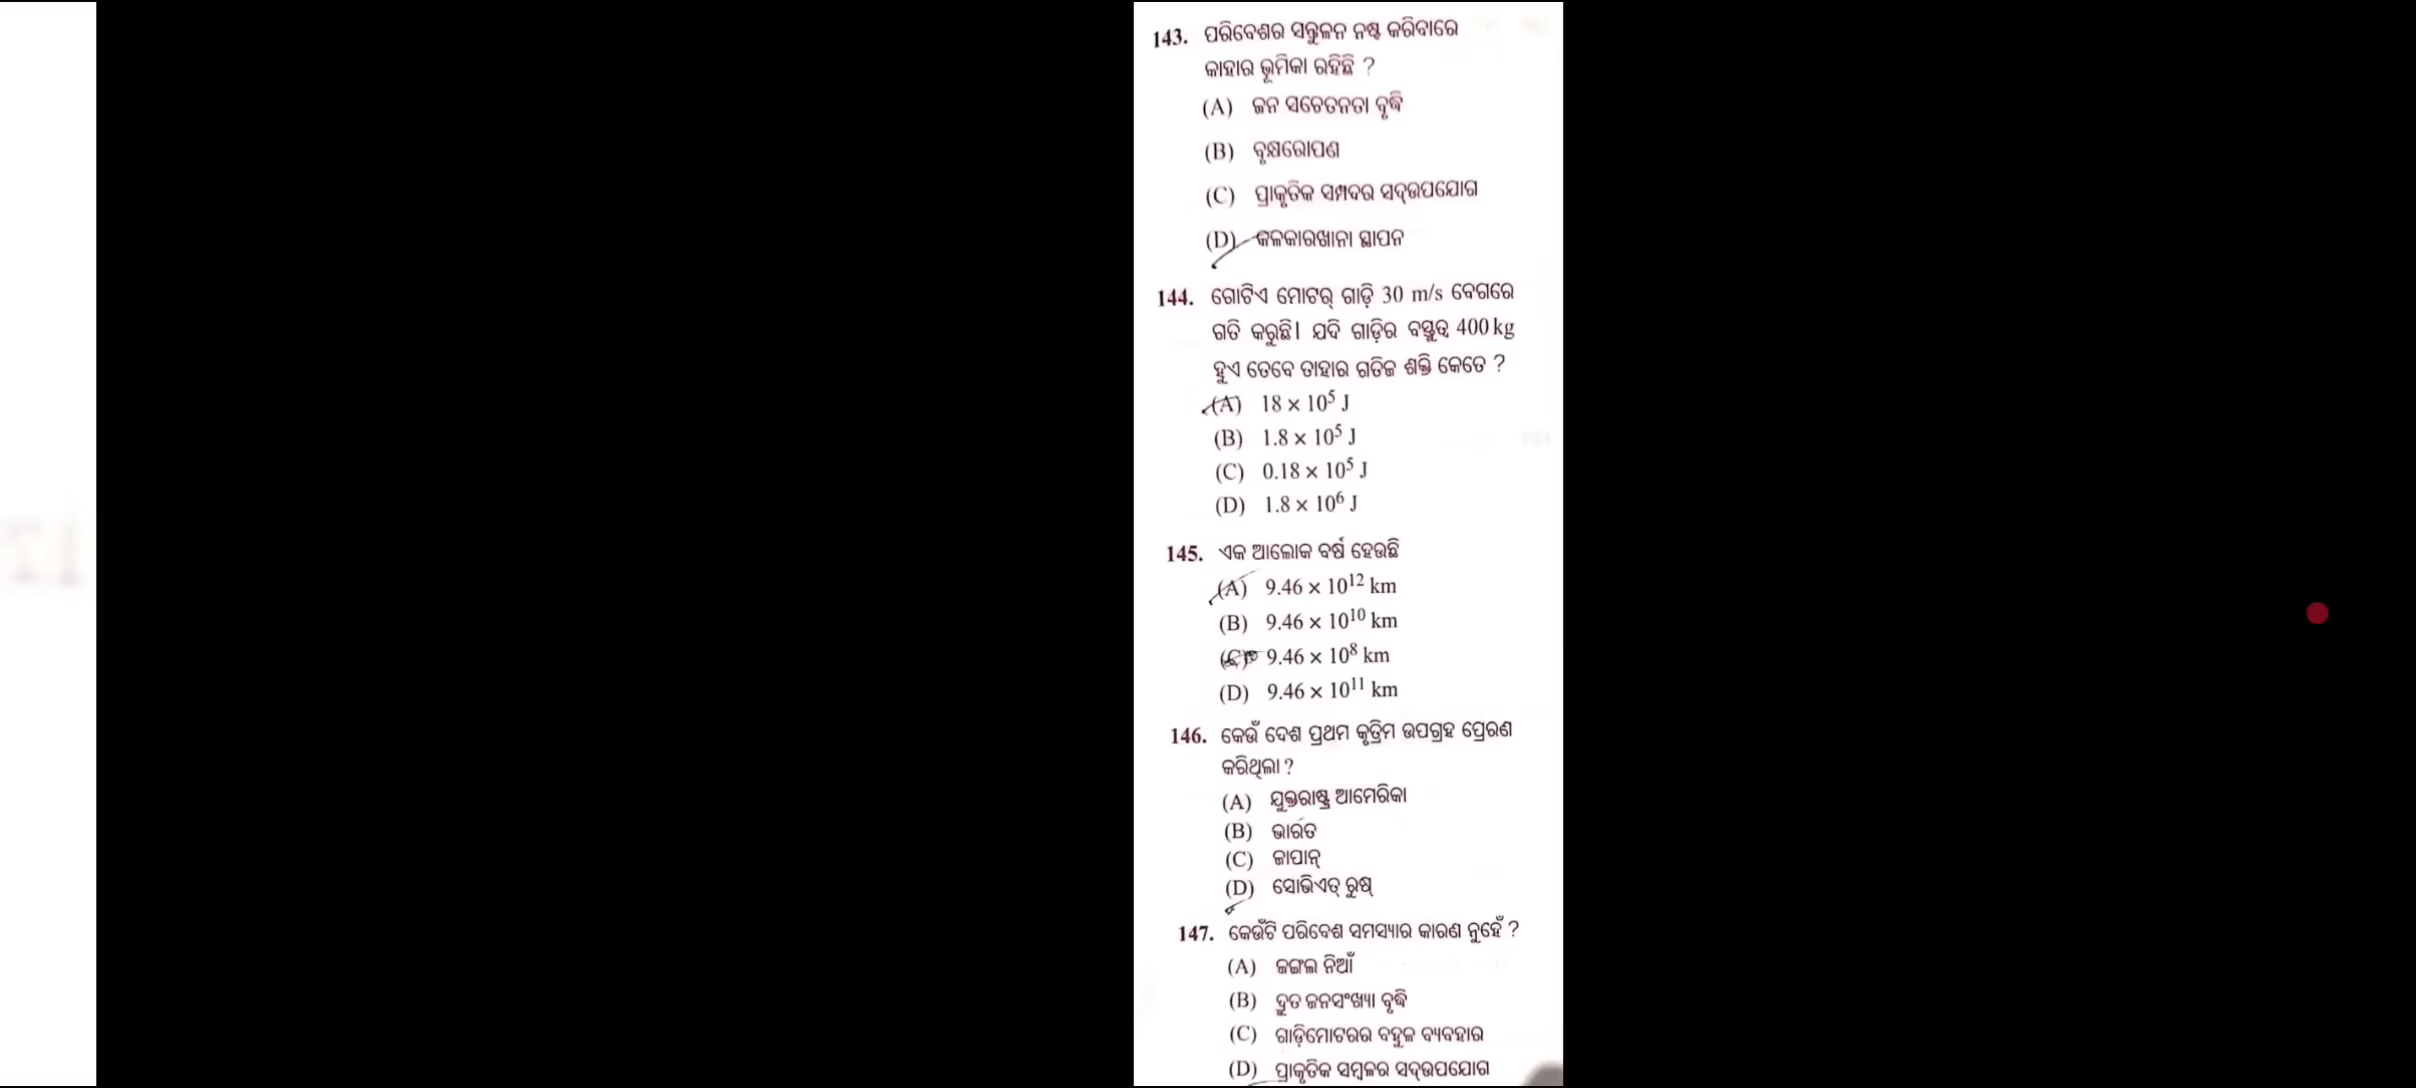 143. ପରିବେଶର ସନ୍ତୁଳନ ନଷ୍ଟ କରିବାରେ
କାହାର ଭୂମିକା ରହିଛି ?
(A) ଜନ ସଚେତନତା ବୃଦ୍ଧି
(B) ବୃକ୍ଷରୋପଣ
(C) ପ୍ରାକୃତିକ ସମ୍ପଦର ସଦ୍‌ଉପଯୋଗ
(D) କଳକାରଖାନା ସ୍ଥାପନ
144. ଗୋଟିଏ ମୋଟର୍ ଗାଡ଼ି 30 m/s ବେଗରେ
ଗତି କରୁଛି। ଯଦି ଗାଡ଼ିର ବସ୍ତୁତ୍ୱ 400 kg
ହୁଏ ତେବେ ତାହାର ଗତିଜ ଶକ୍ତି କେତେ ?
(A) 18 × 10⁵ J
(B) 1.8 × 10⁵ J
(C) 0.18 × 10⁵ J
(D) 1.8 × 10⁶ J
145. ଏକ ଆଲୋକ ବର୍ଷ ହେଉଛି
(A) 9.46 × 10¹² km
(B) 9.46 × 10¹⁰ km
(C) 9.46 × 10⁸ km
(D) 9.46 × 10¹¹ km
146. କେଉଁ ଦେଶ ପ୍ରଥମ କୃତ୍ରିମ ଉପଗ୍ରହ ପ୍ରେରଣ
କରିଥିଲା ?
(A) ଯୁକ୍ତରାଷ୍ଟ୍ର ଆମେରିକା
(B) ଭାରତ
(C) ଜାପାନ୍
(D) ସୋଭିଏତ୍ ରୁଷ୍
147. କେଉଁଟି ପରିବେଶ ସମସ୍ୟାର କାରଣ ନୁହେଁ ?
(A) ଜଙ୍ଗଲ ନିଆଁ
(B) ଦ୍ରୁତ ଜନସଂଖ୍ୟା ବୃଦ୍ଧି
(C) ଗାଡ଼ିମୋଟରର ବହୁଳ ବ୍ୟବହାର
(D) ପ୍ରାକୃତିକ ସମ୍ବଳର ସଦ୍‌ଉପଯୋଗ